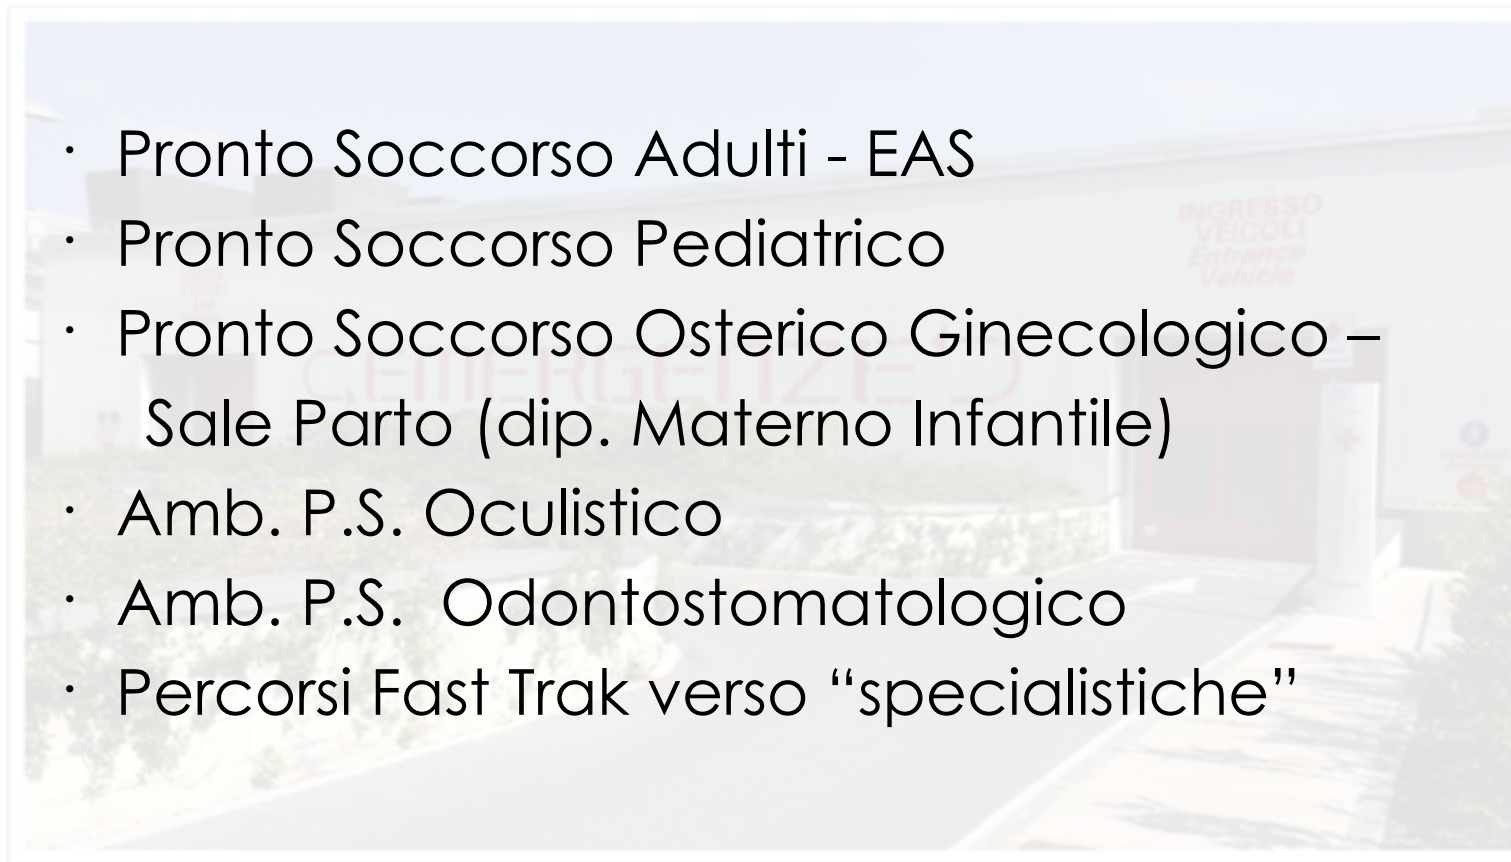 · Pronto Soccorso Adulti - EAS
· Pronto Soccorso Pediatrico
· Pronto Soccorso Osterico Ginecologico –
Sale Parto (dip. Materno Infantile)
· Amb. P.S. Oculistico
· Amb. P.S.  Odontostomatologico
· Percorsi Fast Trak verso “specialistiche”
INGRESSO
VEICOLI
Entrance
Vehicle
EMERGENZE